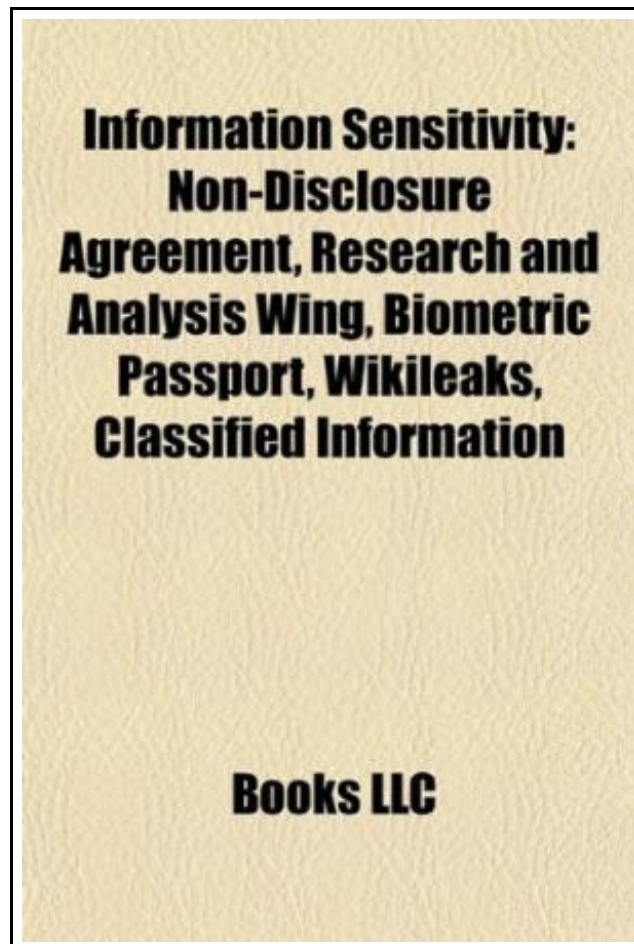 Information Sensitivity:
Non-Disclosure
Agreement, Research and
Analysis Wing, Biometric
Passport, Wikileaks,
Classified Information
Books LLC